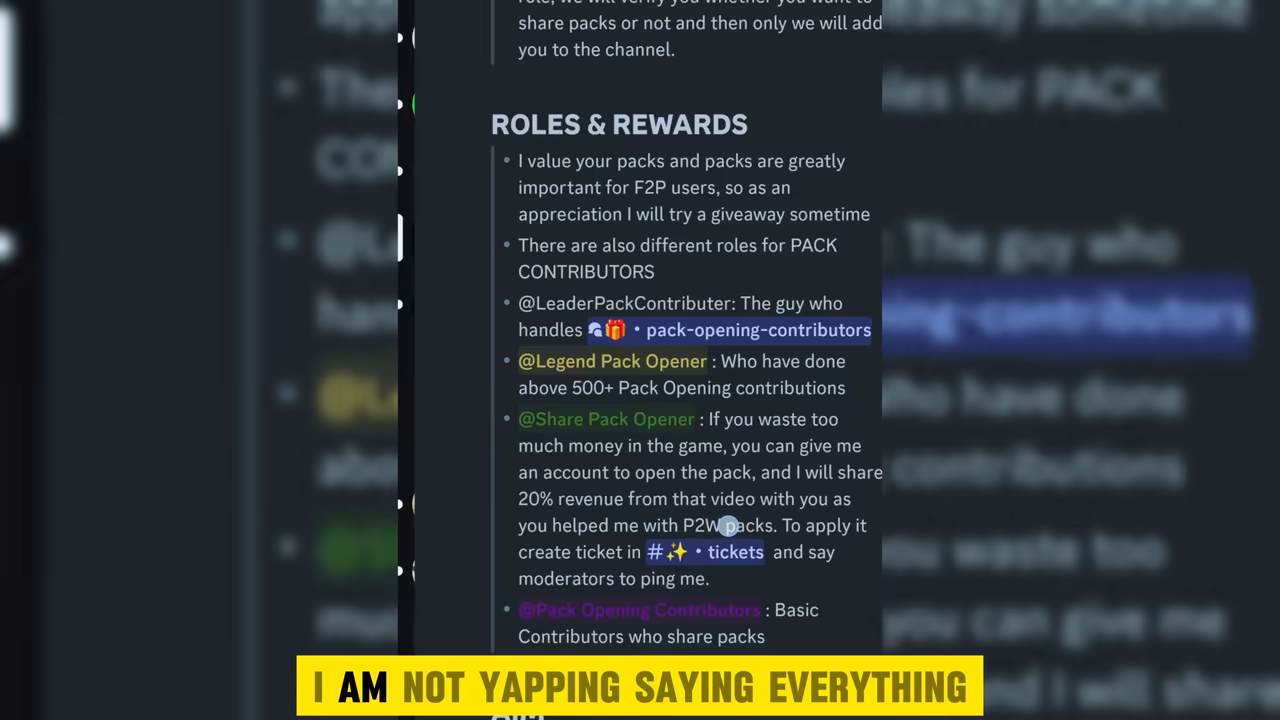 role, we will verify you whether you want to
share packs or not and then only we will add
you to the channel.
ROLES & REWARDS
• I value your packs and packs are greatly
important for F2P users, so as an
appreciation I will try a giveaway sometime
• There are also different roles for PACK
CONTRIBUTORS
• @LeaderPackContributer: The guy who
handles 🎁 • pack-opening-contributors
• @Legend Pack Opener : Who have done
above 500+ Pack Opening contributions
• @Share Pack Opener : If you waste too
much money in the game, you can give me
an account to open the pack, and I will share
20% revenue from that video with you as
you helped me with P2W packs. To apply it
create ticket in #✨ • tickets and say
moderators to ping me.
• @Pack Opening Contributors : Basic
Contributors who share packs
I AM NOT YAPPING SAYING EVERYTHING